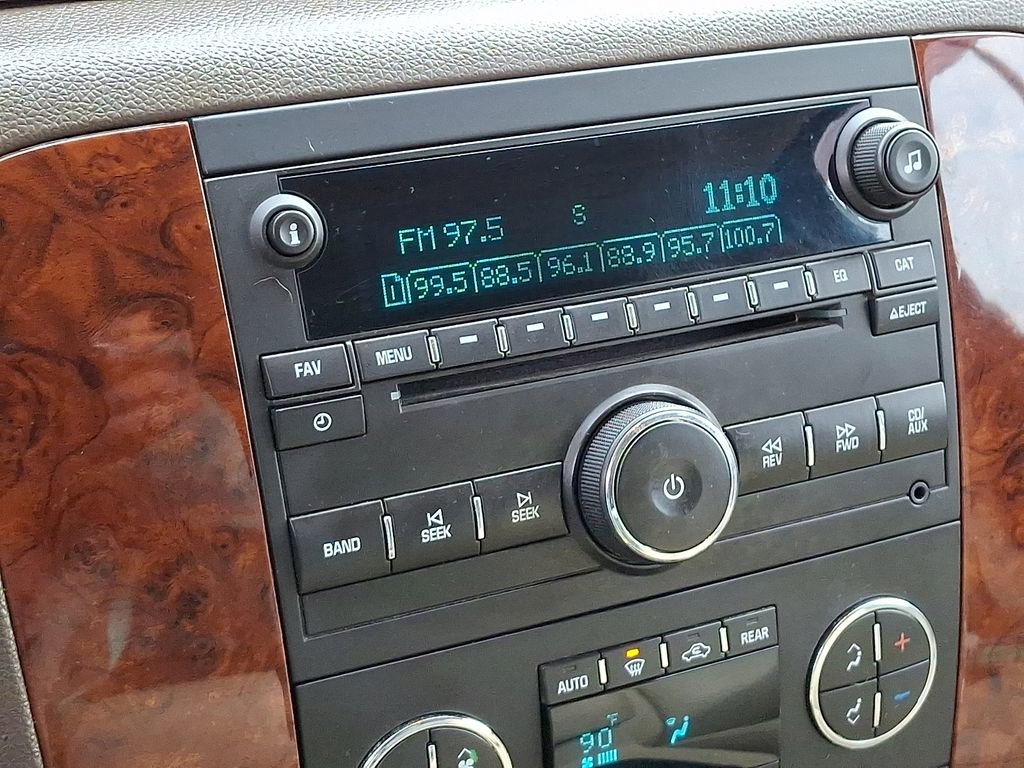 11:10
FM 97.5 S
1 99.5 88.5 96.1 88.9 95.7 100.7
FAV MENU EQ CAT
EJECT
BAND SEEK SEEK REV FWD CD/
AUX
AUTO REAR
90 °F